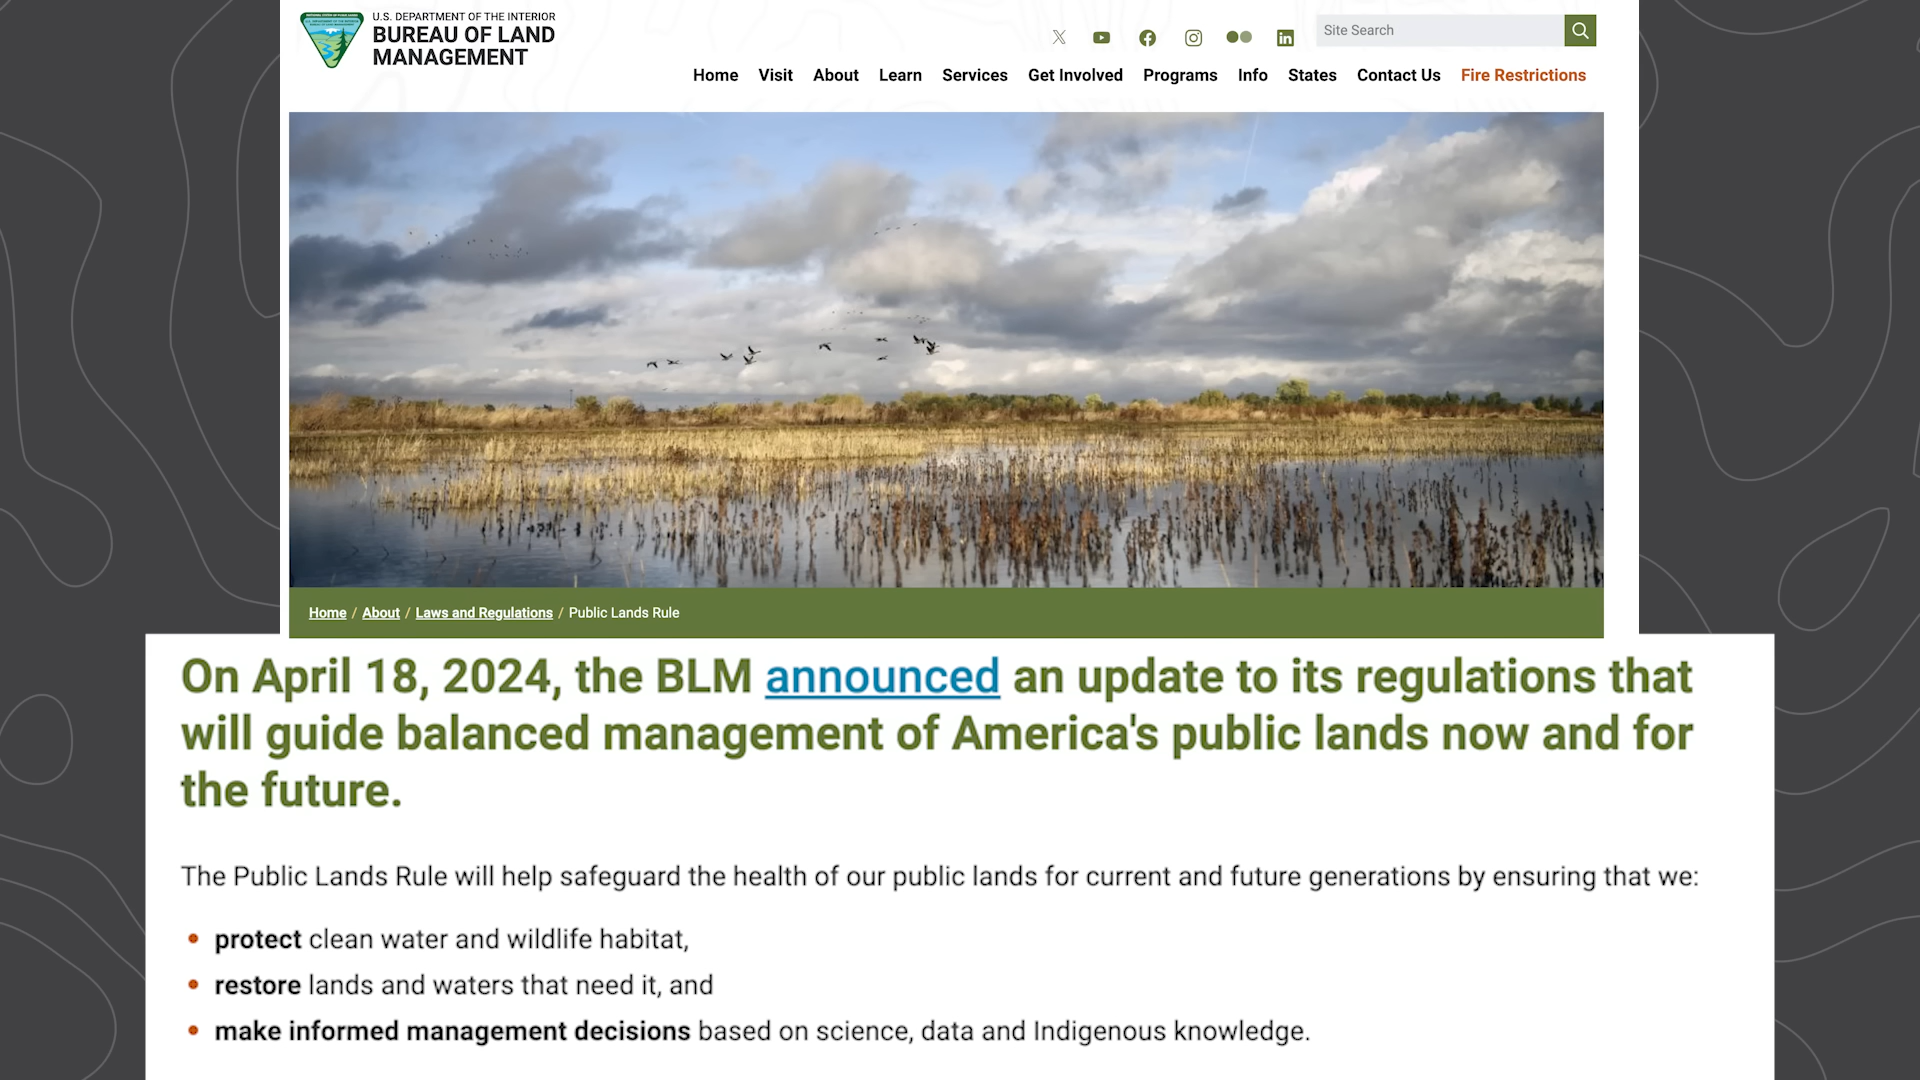 U.S. DEPARTMENT OF THE INTERIOR
BUREAU OF LAND
MANAGEMENT
Site Search
Home Visit About Learn Services Get Involved Programs Info States Contact Us Fire Restrictions
Home / About / Laws and Regulations / Public Lands Rule
On April 18, 2024, the BLM announced an update to its regulations that
will guide balanced management of America's public lands now and for
the future.
The Public Lands Rule will help safeguard the health of our public lands for current and future generations by ensuring that we:
• protect clean water and wildlife habitat,
• restore lands and waters that need it, and
• make informed management decisions based on science, data and Indigenous knowledge.